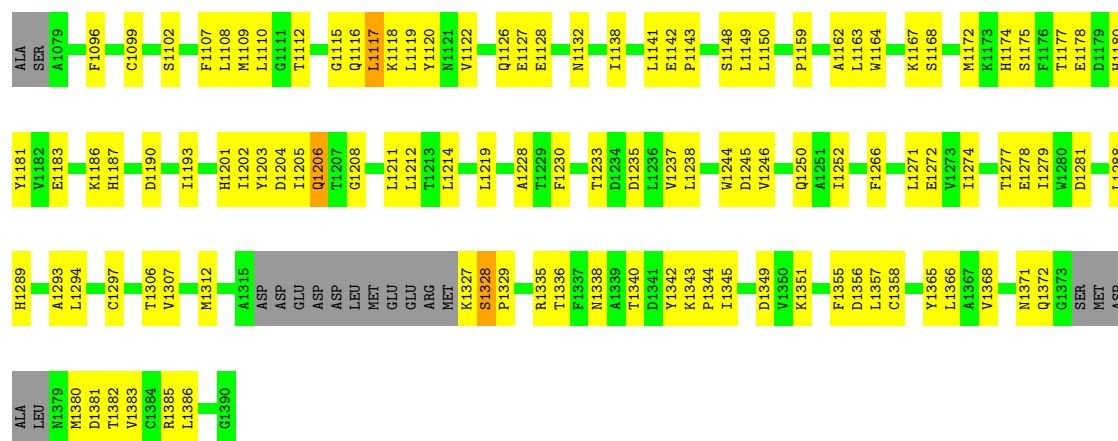 ALA SER A1079 F1096 C1099 S1102 F1107 L1108 M1109 L1110 G1111 T1112 G1115 Q1116 L1117 K1118 L1119 Y1120 N1121 V1122 Q1126 E1127 E1128 N1132 I1138 L1141 E1142 P1143 S1148 L1149 L1150 P1159 A1162 L1163 W1164 K1167 S1168 M1172 K1173 H1174 S1175 F1176 T1177 E1178 D1179 H1180
Y1181 V1182 E1183 K1186 H1187 D1190 I1193 H1201 I1202 Y1203 D1204 I1205 Q1206 T1207 G1208 L1211 L1212 T1213 L1214 L1219 A1228 T1229 F1230 T1233 D1234 D1235 L1236 V1237 L1238 W1244 D1245 V1246 Q1250 A1251 I1252 F1266 L1271 E1272 V1273 I1274 T1277 E1278 I1279 W1280 D1281 L1288
H1289 A1293 L1294 C1297 T1306 V1307 M1312 A1315 ASP ASP GLU ASP ASP LEU MET GLU GLU ARG MET K1327 S1328 P1329 R1335 T1336 F1337 N1338 A1339 T1340 D1341 Y1342 K1343 P1344 I1345 D1349 V1350 K1351 F1355 D1356 L1357 C1358 Y1365 L1366 A1367 V1368 N1371 Q1372 G1373 SER MET ASP
ALA LEU N1379 M1380 D1381 T1382 V1383 C1384 R1385 L1386 G1390